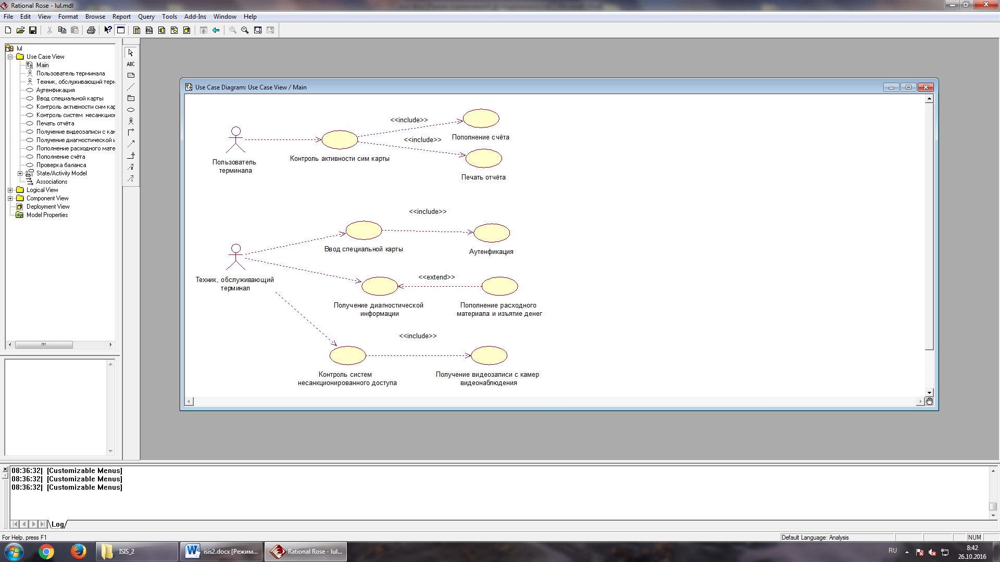 Rational Rose - lul.mdl
File Edit View Format Browse Report Query Tools Add-Ins Window Help
lul
Use Case View
Main
Пользователь терминала
Техник, обслуживающий терм
Аутенфикация
Ввод специальной карты
Контроль активности сим кар
Контроль систем несанкцион
Печать отчёта
Получение видеозаписи с кам
Получение диагностической и
Пополнение расходного мате
Пополнение счёта
Проверка баланса
State/Activity Model
Associations
Logical View
Component View
Deployment View
Model Properties
ABC
Use Case Diagram: Use Case View / Main
<<include>>
Пополнение счёта
<<include>>
Контроль активности сим карты
Пользователь
терминала
Печать отчёта
<<include>>
Ввод специальной карты
Аутенфикация
Техник, обслуживающий
терминал
<<extend>>
Получение диагностической
информации
Пополнение расходного
материала и изъятие денег
<<include>>
Контроль систем
несанкционированного доступа
Получение видеозаписи с камер
видеонаблюдения
08:36:32| [Customizable Menus]
08:36:32| [Customizable Menus]
08:36:32| [Customizable Menus]
Log
For Help, press F1
Default Language: Analysis
NUM
ISIS_2
isis2.docx [Режим...
Rational Rose - lul...
RU
8:42
26.10.2016